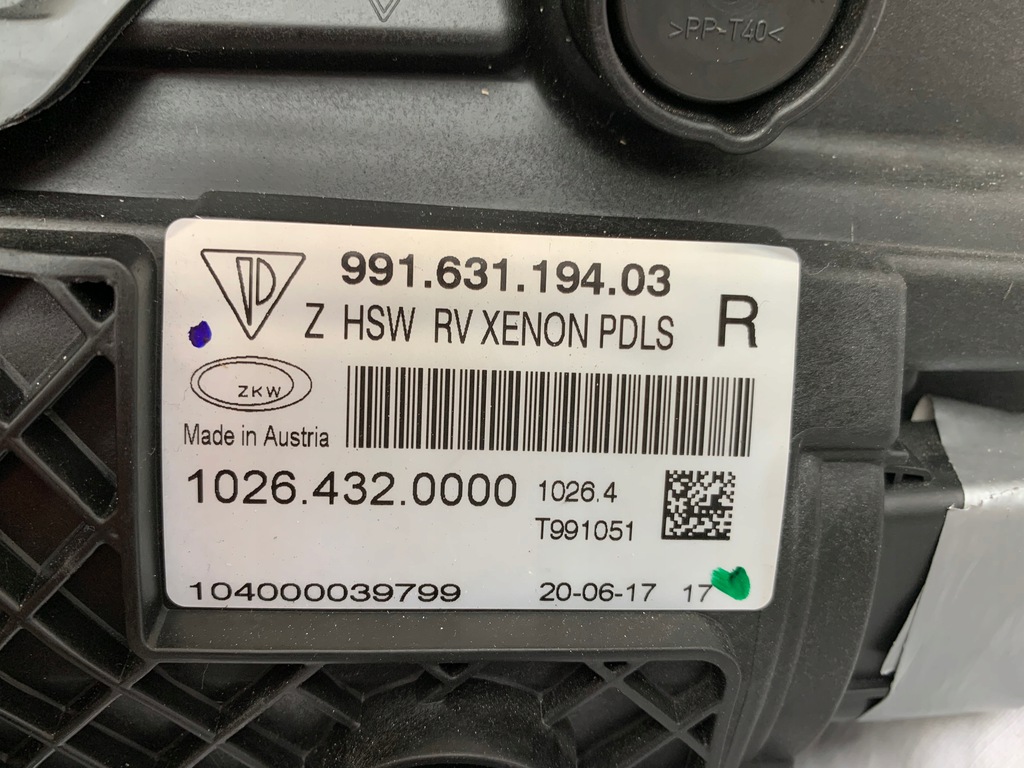 >PP-T40<
991.631.194.03
Z HSW RV XENON PDLS R
ZKW
Made in Austria
1026.432.0000 1026.4
T991051
104000039799 20-06-17 17